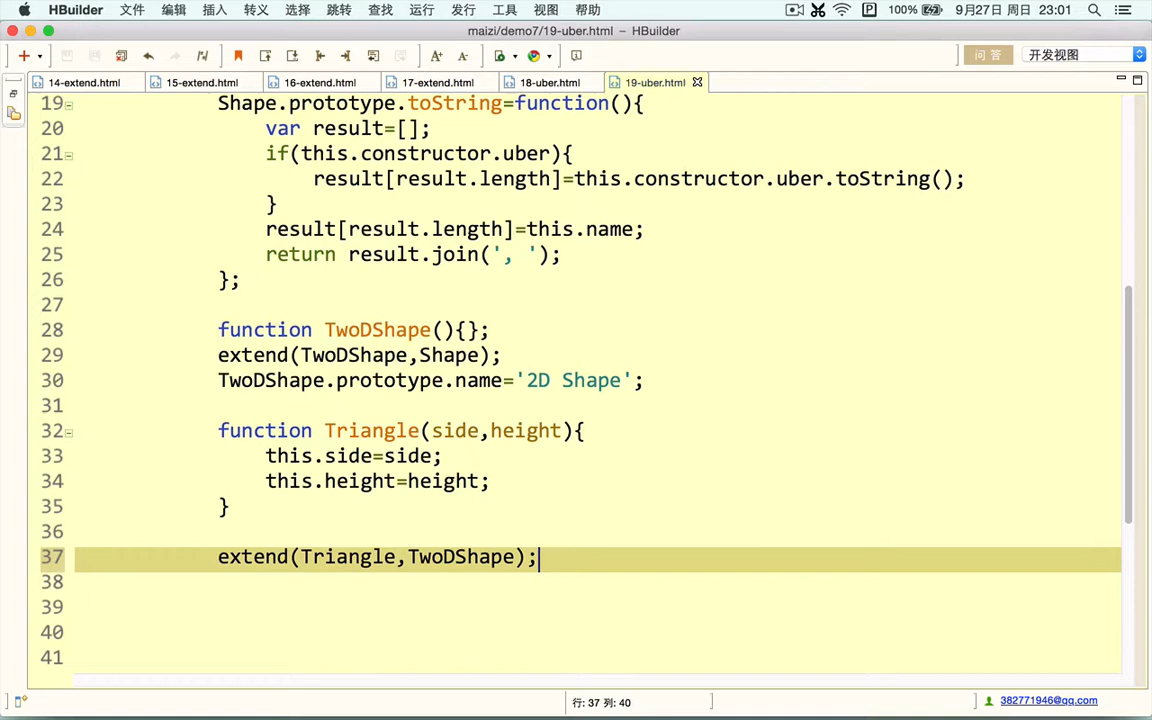 HBuilder 文件 编辑 插入 转义 选择 跳转 查找 运行 发行 工具 视图 帮助 100% 9月27日 周日 23:01
maizi/demo7/19-uber.html — HBuilder
问答 开发视图
14-extend.html 15-extend.html 16-extend.html 17-extend.html 18-uber.html 19-uber.html
19 Shape.prototype.toString=function(){
20 var result=[];
21 if(this.constructor.uber){
22 result[result.length]=this.constructor.uber.toString();
23 }
24 result[result.length]=this.name;
25 return result.join(', ');
26 };
27
28 function TwoDShape(){};
29 extend(TwoDShape,Shape);
30 TwoDShape.prototype.name='2D Shape';
31
32 function Triangle(side,height){
33 this.side=side;
34 this.height=height;
35 }
36
37 extend(Triangle,TwoDShape);
38
39
40
41
行: 37 列: 40 382771946@qq.com